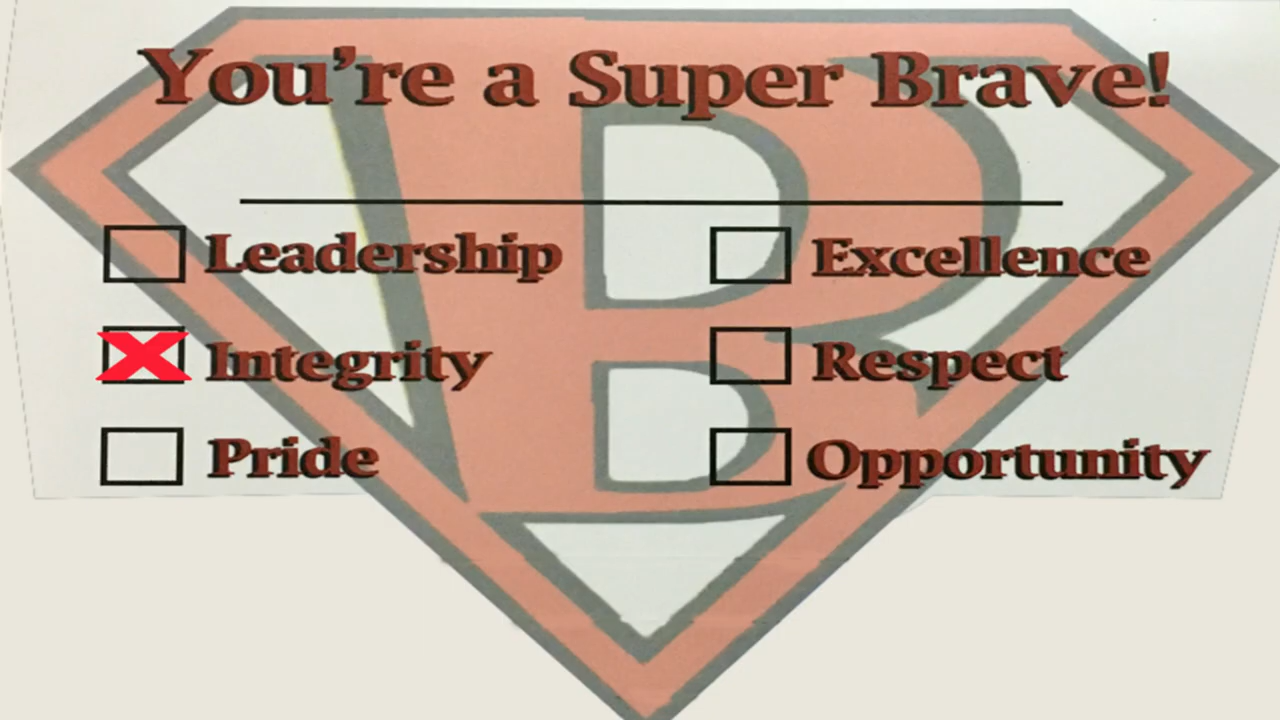 You're a Super Brave!
Leadership
Excellence
Integrity
Respect
Pride
Opportunity
B